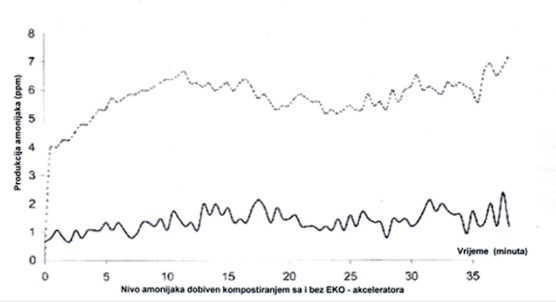 Produkcija amonijaka (ppm)
8
7
6
5
4
3
2
1
0
0 5 10 15 20 25 30 35
Vrijeme (minuta)
Nivo amonijaka dobiven kompostiranjem sa i bez EKO - akceleratora